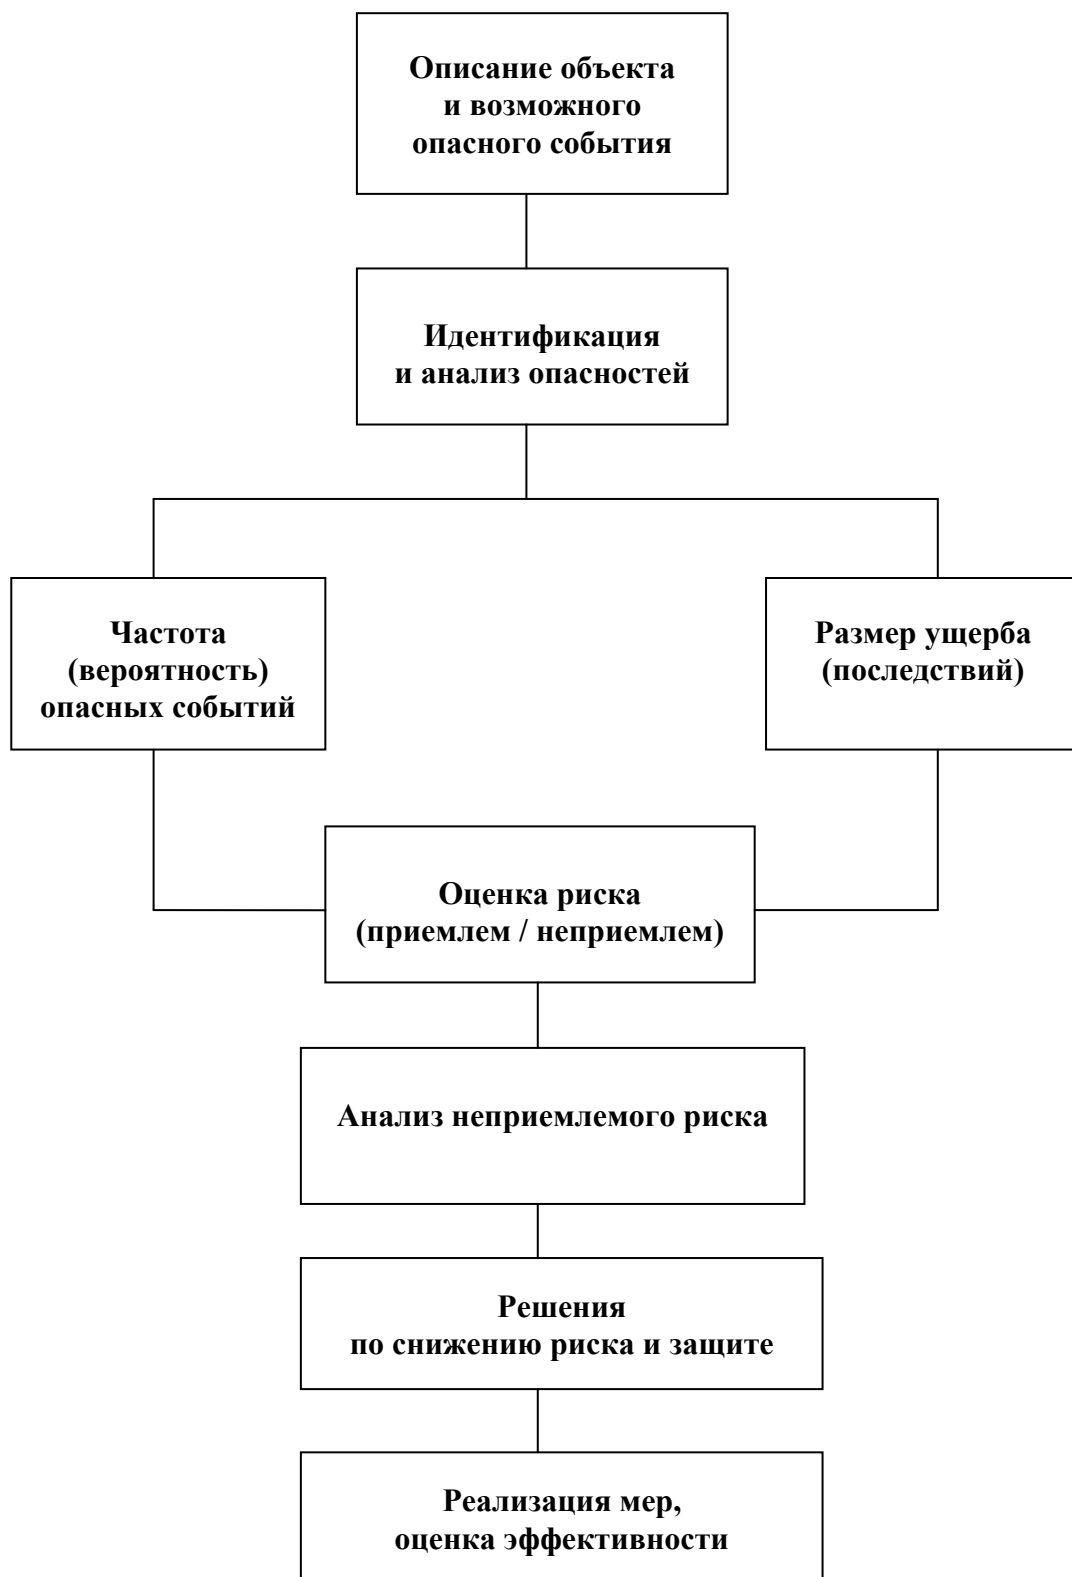 Описание объекта
и возможного
опасного события
Идентификация
и анализ опасностей
Частота
(вероятность)
опасных событий
Размер ущерба
(последствий)
Оценка риска
(приемлем / неприемлем)
Анализ неприемлемого риска
Решения
по снижению риска и защите
Реализация мер,
оценка эффективности